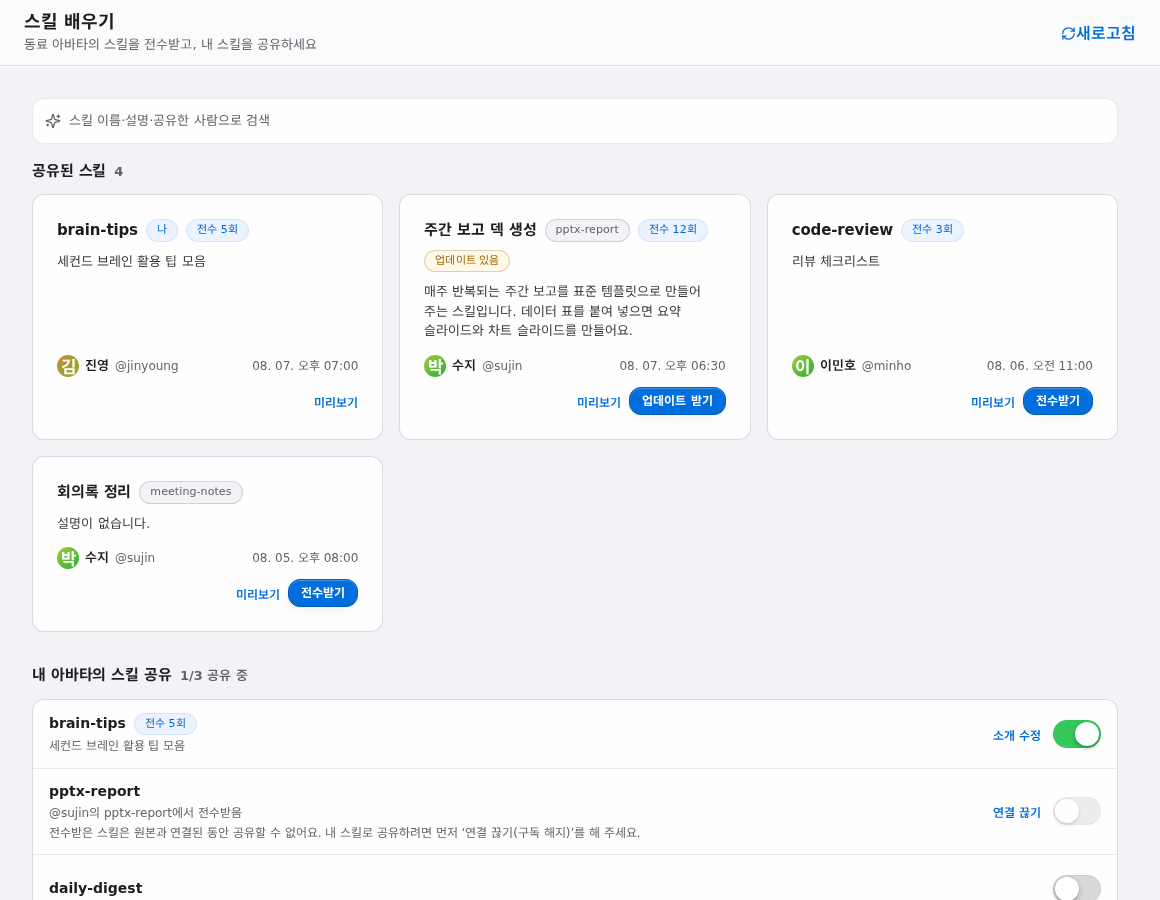 스킬 배우기
동료 아바타의 스킬을 전수받고, 내 스킬을 공유하세요
새로고침
스킬 이름·설명·공유한 사람으로 검색
공유된 스킬 4
brain-tips 나 전수 5회
세컨드 브레인 활용 팁 모음
김 진영 @jinyoung 08. 07. 오후 07:00
미리보기
주간 보고 덱 생성 pptx-report 전수 12회
업데이트 있음
매주 반복되는 주간 보고를 표준 템플릿으로 만들어
주는 스킬입니다. 데이터 표를 붙여 넣으면 요약
슬라이드와 차트 슬라이드를 만들어요.
박 수지 @sujin 08. 07. 오후 06:30
미리보기 업데이트 받기
code-review 전수 3회
리뷰 체크리스트
이 이민호 @minho 08. 06. 오전 11:00
미리보기 전수받기
회의록 정리 meeting-notes
설명이 없습니다.
박 수지 @sujin 08. 05. 오후 08:00
미리보기 전수받기
내 아바타의 스킬 공유 1/3 공유 중
brain-tips 전수 5회
세컨드 브레인 활용 팁 모음
소개 수정
pptx-report
@sujin의 pptx-report에서 전수받음
전수받은 스킬은 원본과 연결된 동안 공유할 수 없어요. 내 스킬로 공유하려면 먼저 ‘연결 끊기(구독 해지)’를 해 주세요.
연결 끊기
daily-digest